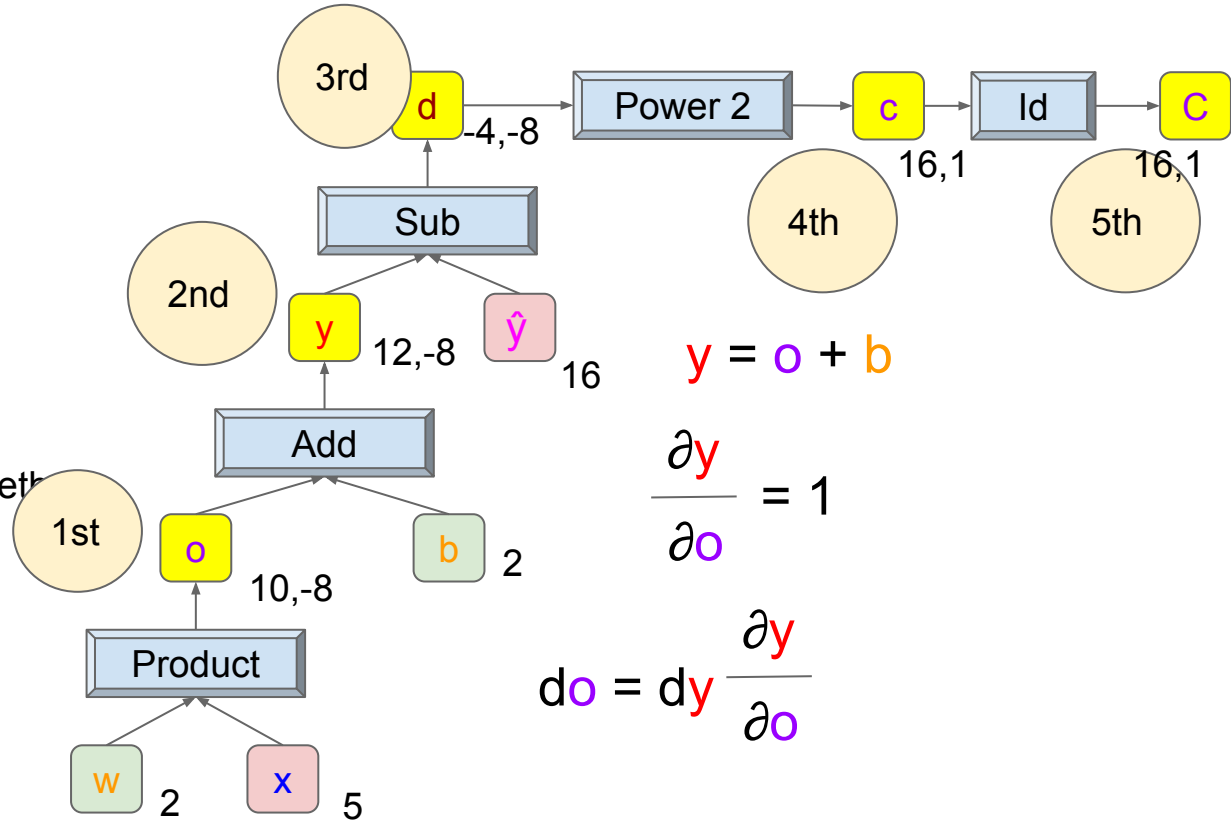 3rd
d
-4,-8
Power 2
c
16,1
Id
C
16,1
4th
5th
Sub
2nd
y
12,-8
ŷ
16
y = o + b
Add
∂y
∂o
= 1
1st
o
10,-8
b
2
Product
do = dy
∂y
∂o
w
2
x
5